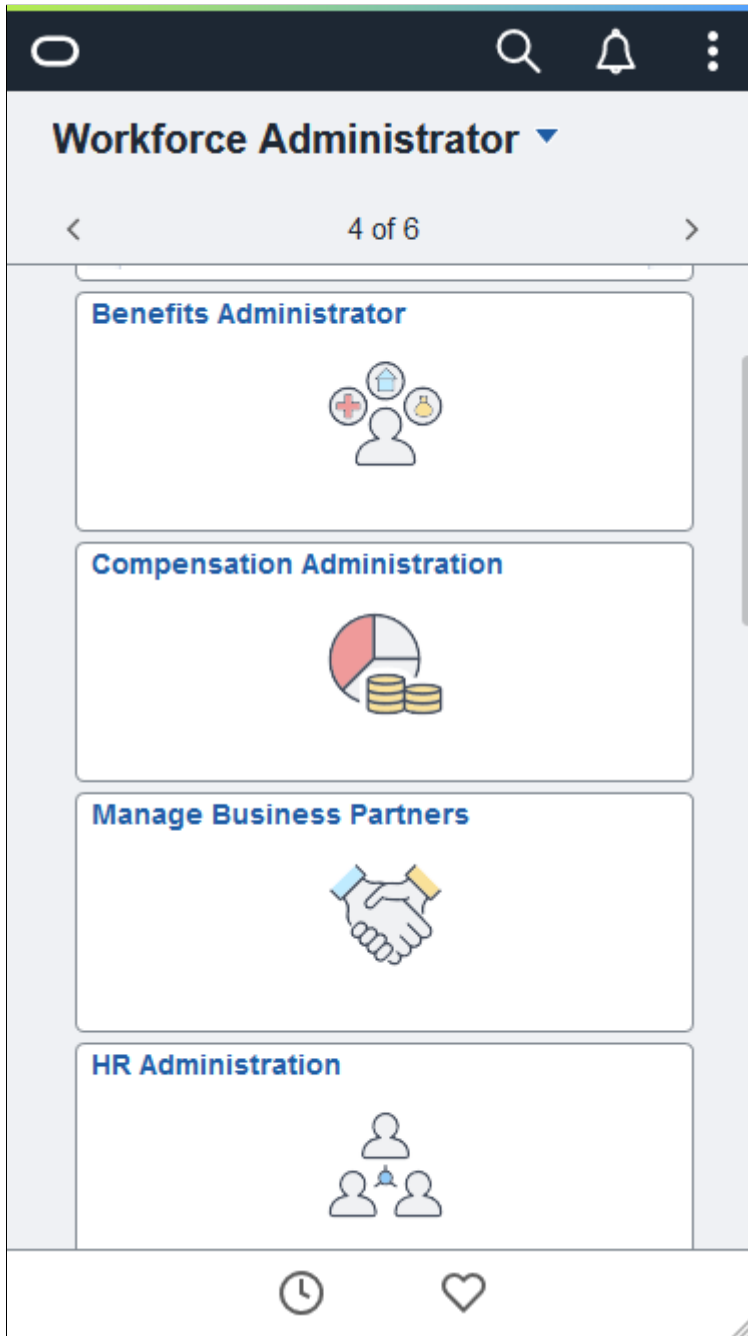 Workforce Administrator
4 of 6
Benefits Administrator
Compensation Administration
Manage Business Partners
HR Administration